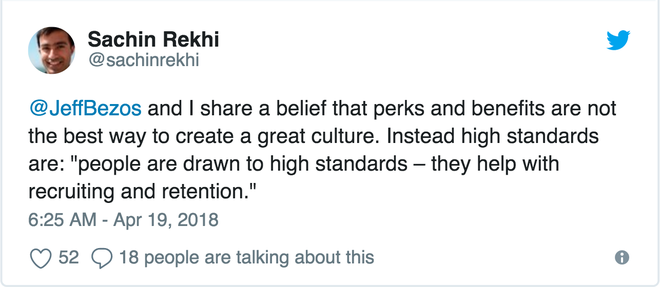 Sachin Rekhi
@sachinrekhi
@JeffBezos and I share a belief that perks and benefits are not
the best way to create a great culture. Instead high standards
are: "people are drawn to high standards – they help with
recruiting and retention."
6:25 AM - Apr 19, 2018
52 18 people are talking about this